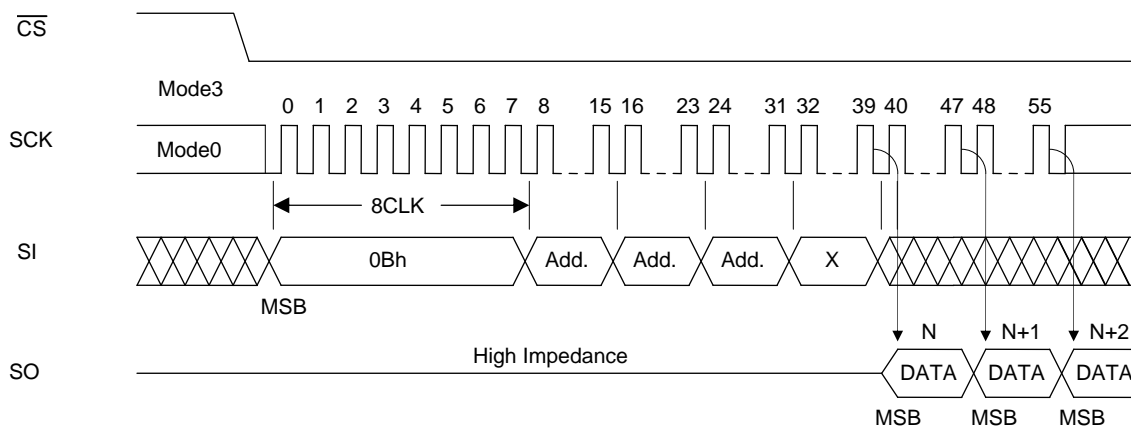 CS
Mode3
0 1 2 3 4 5 6 7 8 15 16 23 24 31 32 39 40 47 48 55
SCK
Mode0
8CLK
SI
0Bh Add. Add. Add. X
MSB
N N+1 N+2
High Impedance
SO
DATA DATA DATA
MSB MSB MSB